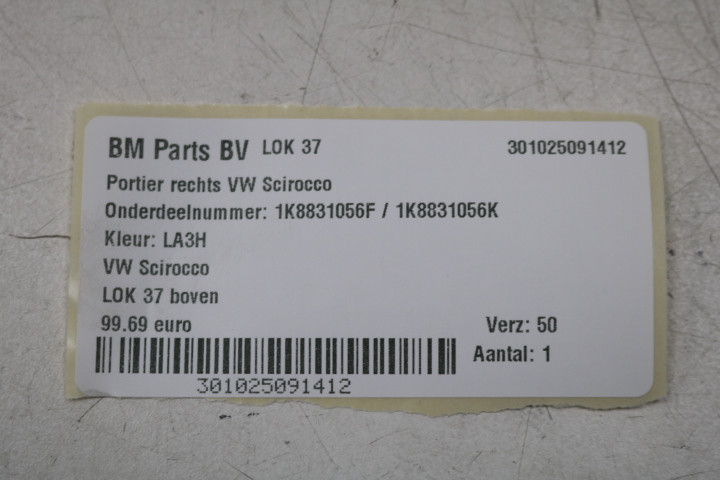 BM Parts BV LOK 37 301025091412
Portier rechts VW Scirocco
Onderdeelnummer: 1K8831056F / 1K8831056K
Kleur: LA3H
VW Scirocco
LOK 37 boven
99.69 euro Verz: 50
Aantal: 1
301025091412